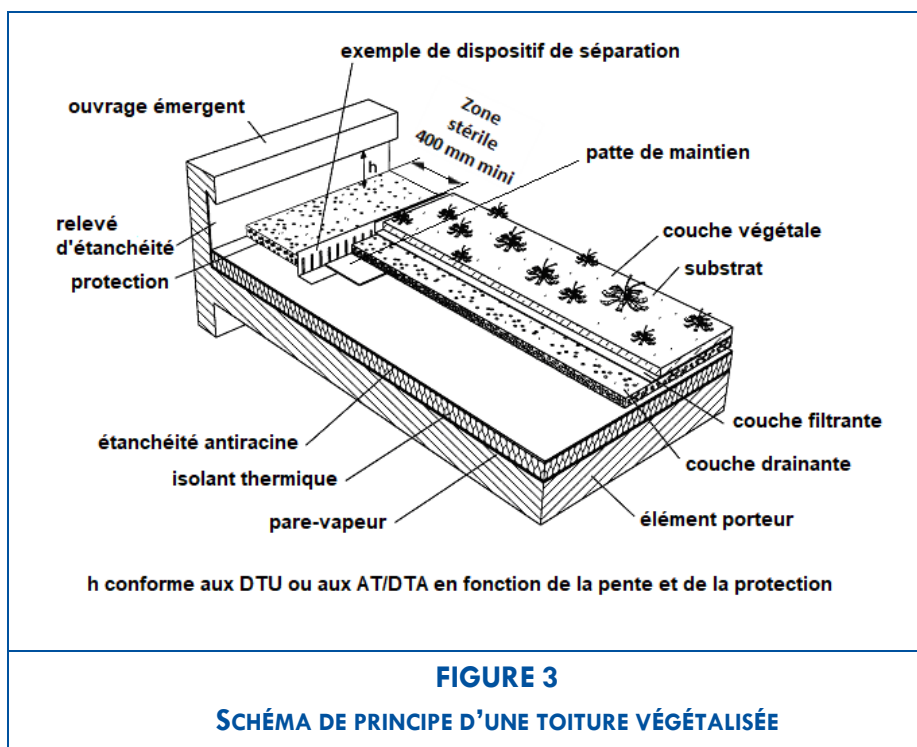 exemple de dispositif de séparation
ouvrage émergent
Zone
stérile
400 mm mini
h
patte de maintien
relevé
d'étanchéité
protection
couche végétale
substrat
couche filtrante
étanchéité antiracine
couche drainante
isolant thermique
pare-vapeur
élément porteur
h conforme aux DTU ou aux AT/DTA en fonction de la pente et de la protection
FIGURE 3
SCHÉMA DE PRINCIPE D'UNE TOITURE VÉGÉTALISÉE